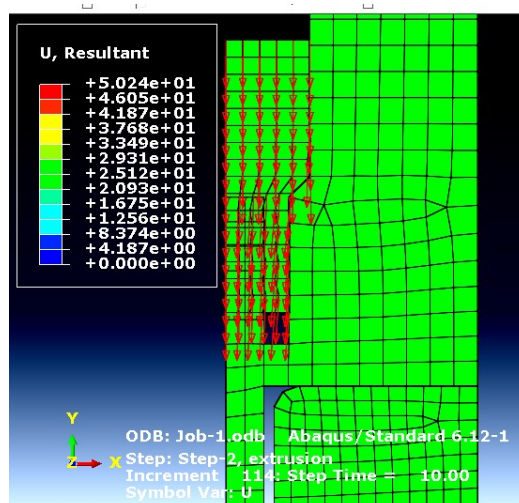 U, Resultant
+5.024e+01
+4.605e+01
+4.187e+01
+3.768e+01
+3.349e+01
+2.931e+01
+2.512e+01
+2.093e+01
+1.675e+01
+1.256e+01
+8.374e+00
+4.187e+00
+0.000e+00
Y
Z X
ODB: Job-1.odb Abaqus/Standard 6.12-1
Step: Step-2, extrusion
Increment 114: Step Time = 10.00
Symbol Var: U